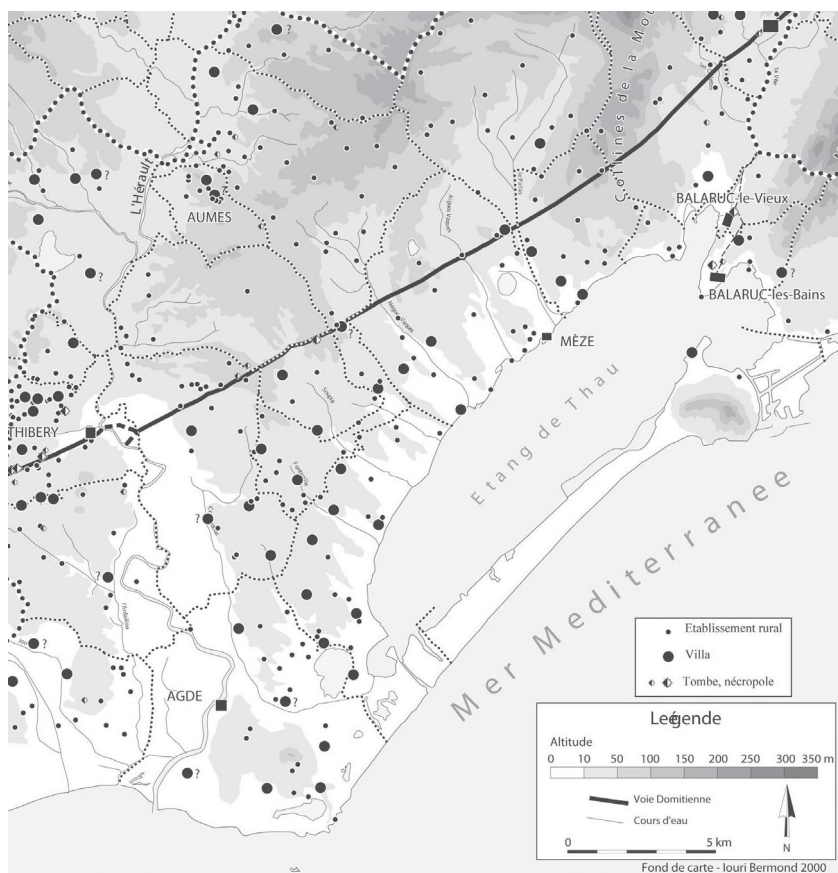 Collines de la Mou
L'Hérault
BALARUC-le-Vieux
AUMES
BALARUC-les-Bains
MÈZE
Etang de Thau
THIBERY
Mer Mediterranee
AGDE
Etablissement rural
Villa
Tombe, nécropole
Legende
Altitude
0 10 50 100 150 200 250 300 350 m
Voie Domitienne
Cours d'eau
0 5 km
N
Fond de carte - Iouri Bermond 2000
?
?
?
?
?
?
?
?
?
?